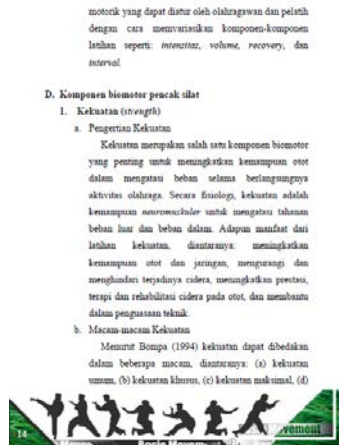 motorik yang dapat diatur oleh olahragawan dan pelatih
dengan cara memvariasikan komponen-komponen
latihan seperti: intensitas, volume, recovery, dan
interval.
D. Komponen biomotor pencak silat
1. Kekuatan (strength)
a. Pengertian Kekuatan
Kekuatan merupakan salah satu komponen biomotor
yang penting untuk meningkatkan kemampuan otot
dalam mengatasi beban selama berlangsungnya
aktivitas olahraga. Secara fisiologi, kekuatan adalah
kemampuan neuromuskuler untuk mengatasi tahanan
beban luar dan beban dalam. Adapun manfaat dari
latihan kekuatan, diantaranya: meningkatkan
kemampuan otot dan jaringan, mengurangi dan
menghindari terjadinya cidera, meningkatkan prestasi,
terapi dan rehabilitasi cidera pada otot, dan membantu
dalam penguasaan teknik.
b. Macam-macam Kekuatan
Menurut Bompa (1994) kekuatan dapat dibedakan
dalam beberapa macam, diantaranya: (a) kekuatan
umum, (b) kekuatan khusus, (c) kekuatan maksimal, (d)
14